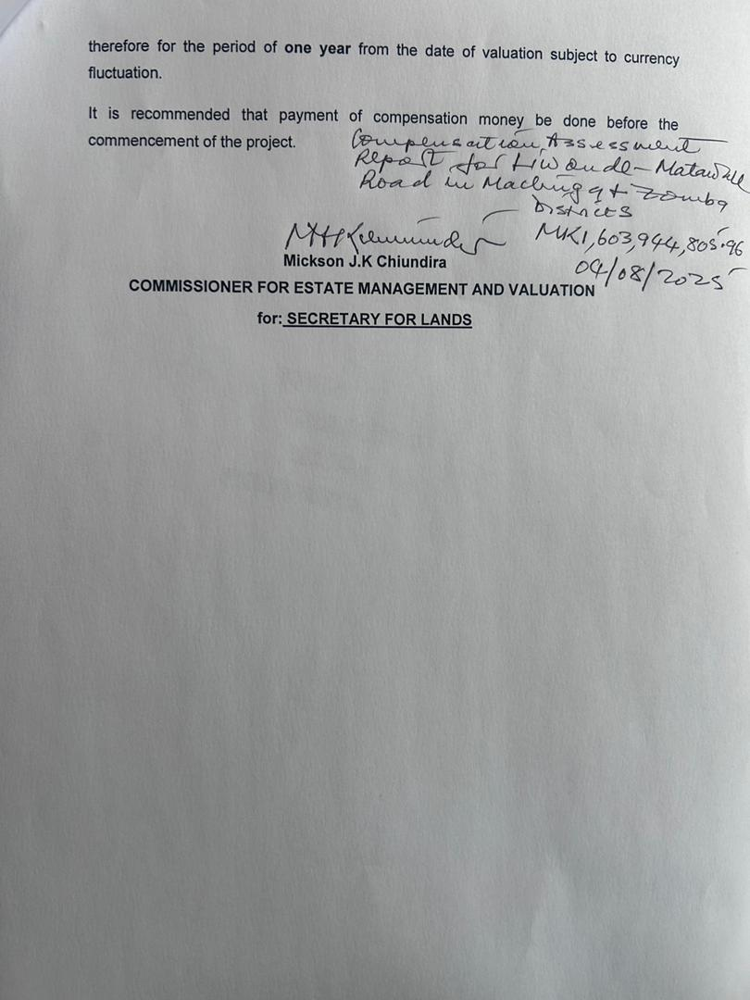 therefore for the period of one year from the date of valuation subject to currency
fluctuation.
It is recommended that payment of compensation money be done before the
commencement of the project.
Compensation Assessment
Report for Liwonde-Matawale
Road in Machinga + Zomba
Districts
MK1,603,944,805.96
04/08/2025
Mickson J.K Chiundira
COMMISSIONER FOR ESTATE MANAGEMENT AND VALUATION
for: SECRETARY FOR LANDS